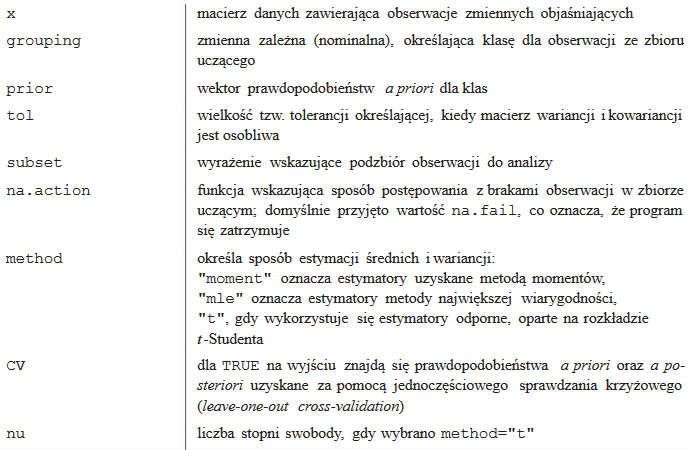 x macierz danych zawierająca obserwacje zmiennych objaśniających
grouping zmienna zależna (nominalna), określająca klasę dla obserwacji ze zbioru
uczącego
prior wektor prawdopodobieństw a priori dla klas
tol wielkość tzw. tolerancji określającej, kiedy macierz wariancji i kowariancji
jest osobliwa
subset wyrażenie wskazujące podzbiór obserwacji do analizy
na.action funkcja wskazująca sposób postępowania z brakami obserwacji w zbiorze
uczącym; domyślnie przyjęto wartość na.fail, co oznacza, że program
się zatrzymuje
method określa sposób estymacji średnich i wariancji:
"moment" oznacza estymatory uzyskane metodą momentów,
"mle" oznacza estymatory metody największej wiarygodności,
"t", gdy wykorzystuje się estymatory odporne, oparte na rozkładzie
t-Studenta
CV dla TRUE na wyjściu znajdą się prawdopodobieństwa a priori oraz a po-
steriori uzyskane za pomocą jednoczęściowego sprawdzania krzyżowego
(leave-one-out cross-validation)
nu liczba stopni swobody, gdy wybrano method="t"